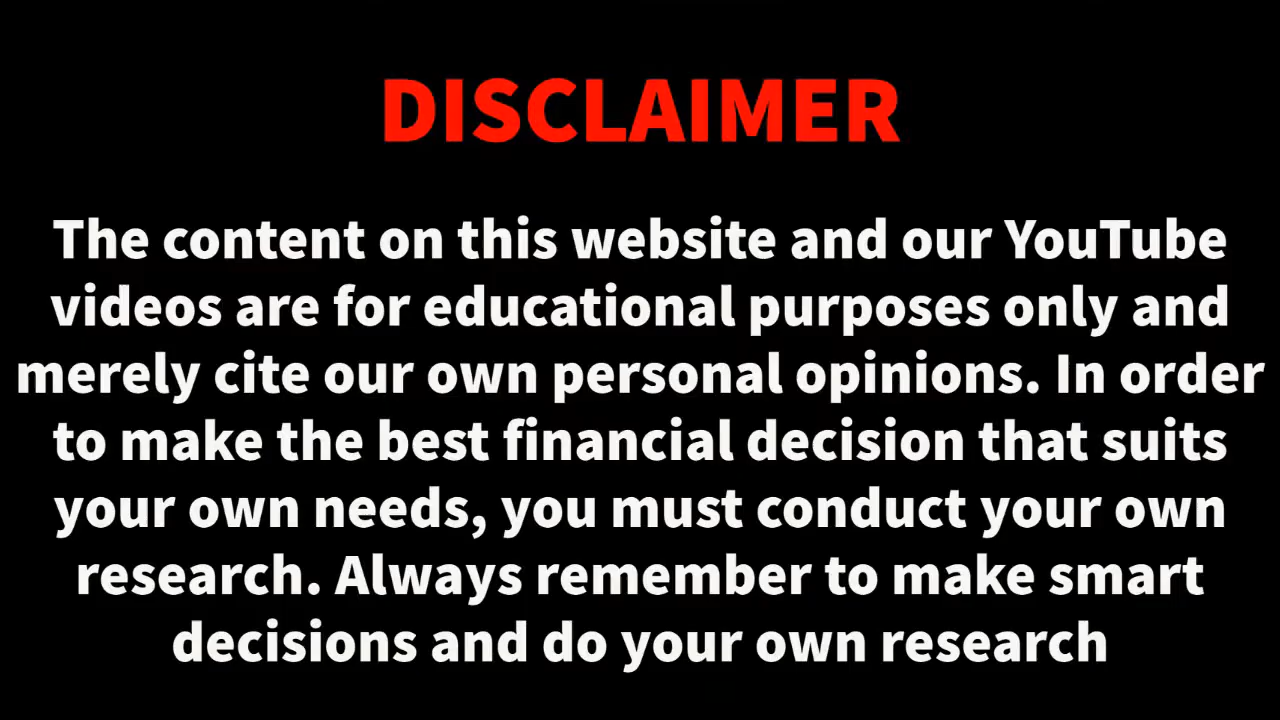 DISCLAIMER
The content on this website and our YouTube
videos are for educational purposes only and
merely cite our own personal opinions. In order
to make the best financial decision that suits
your own needs, you must conduct your own
research. Always remember to make smart
decisions and do your own research